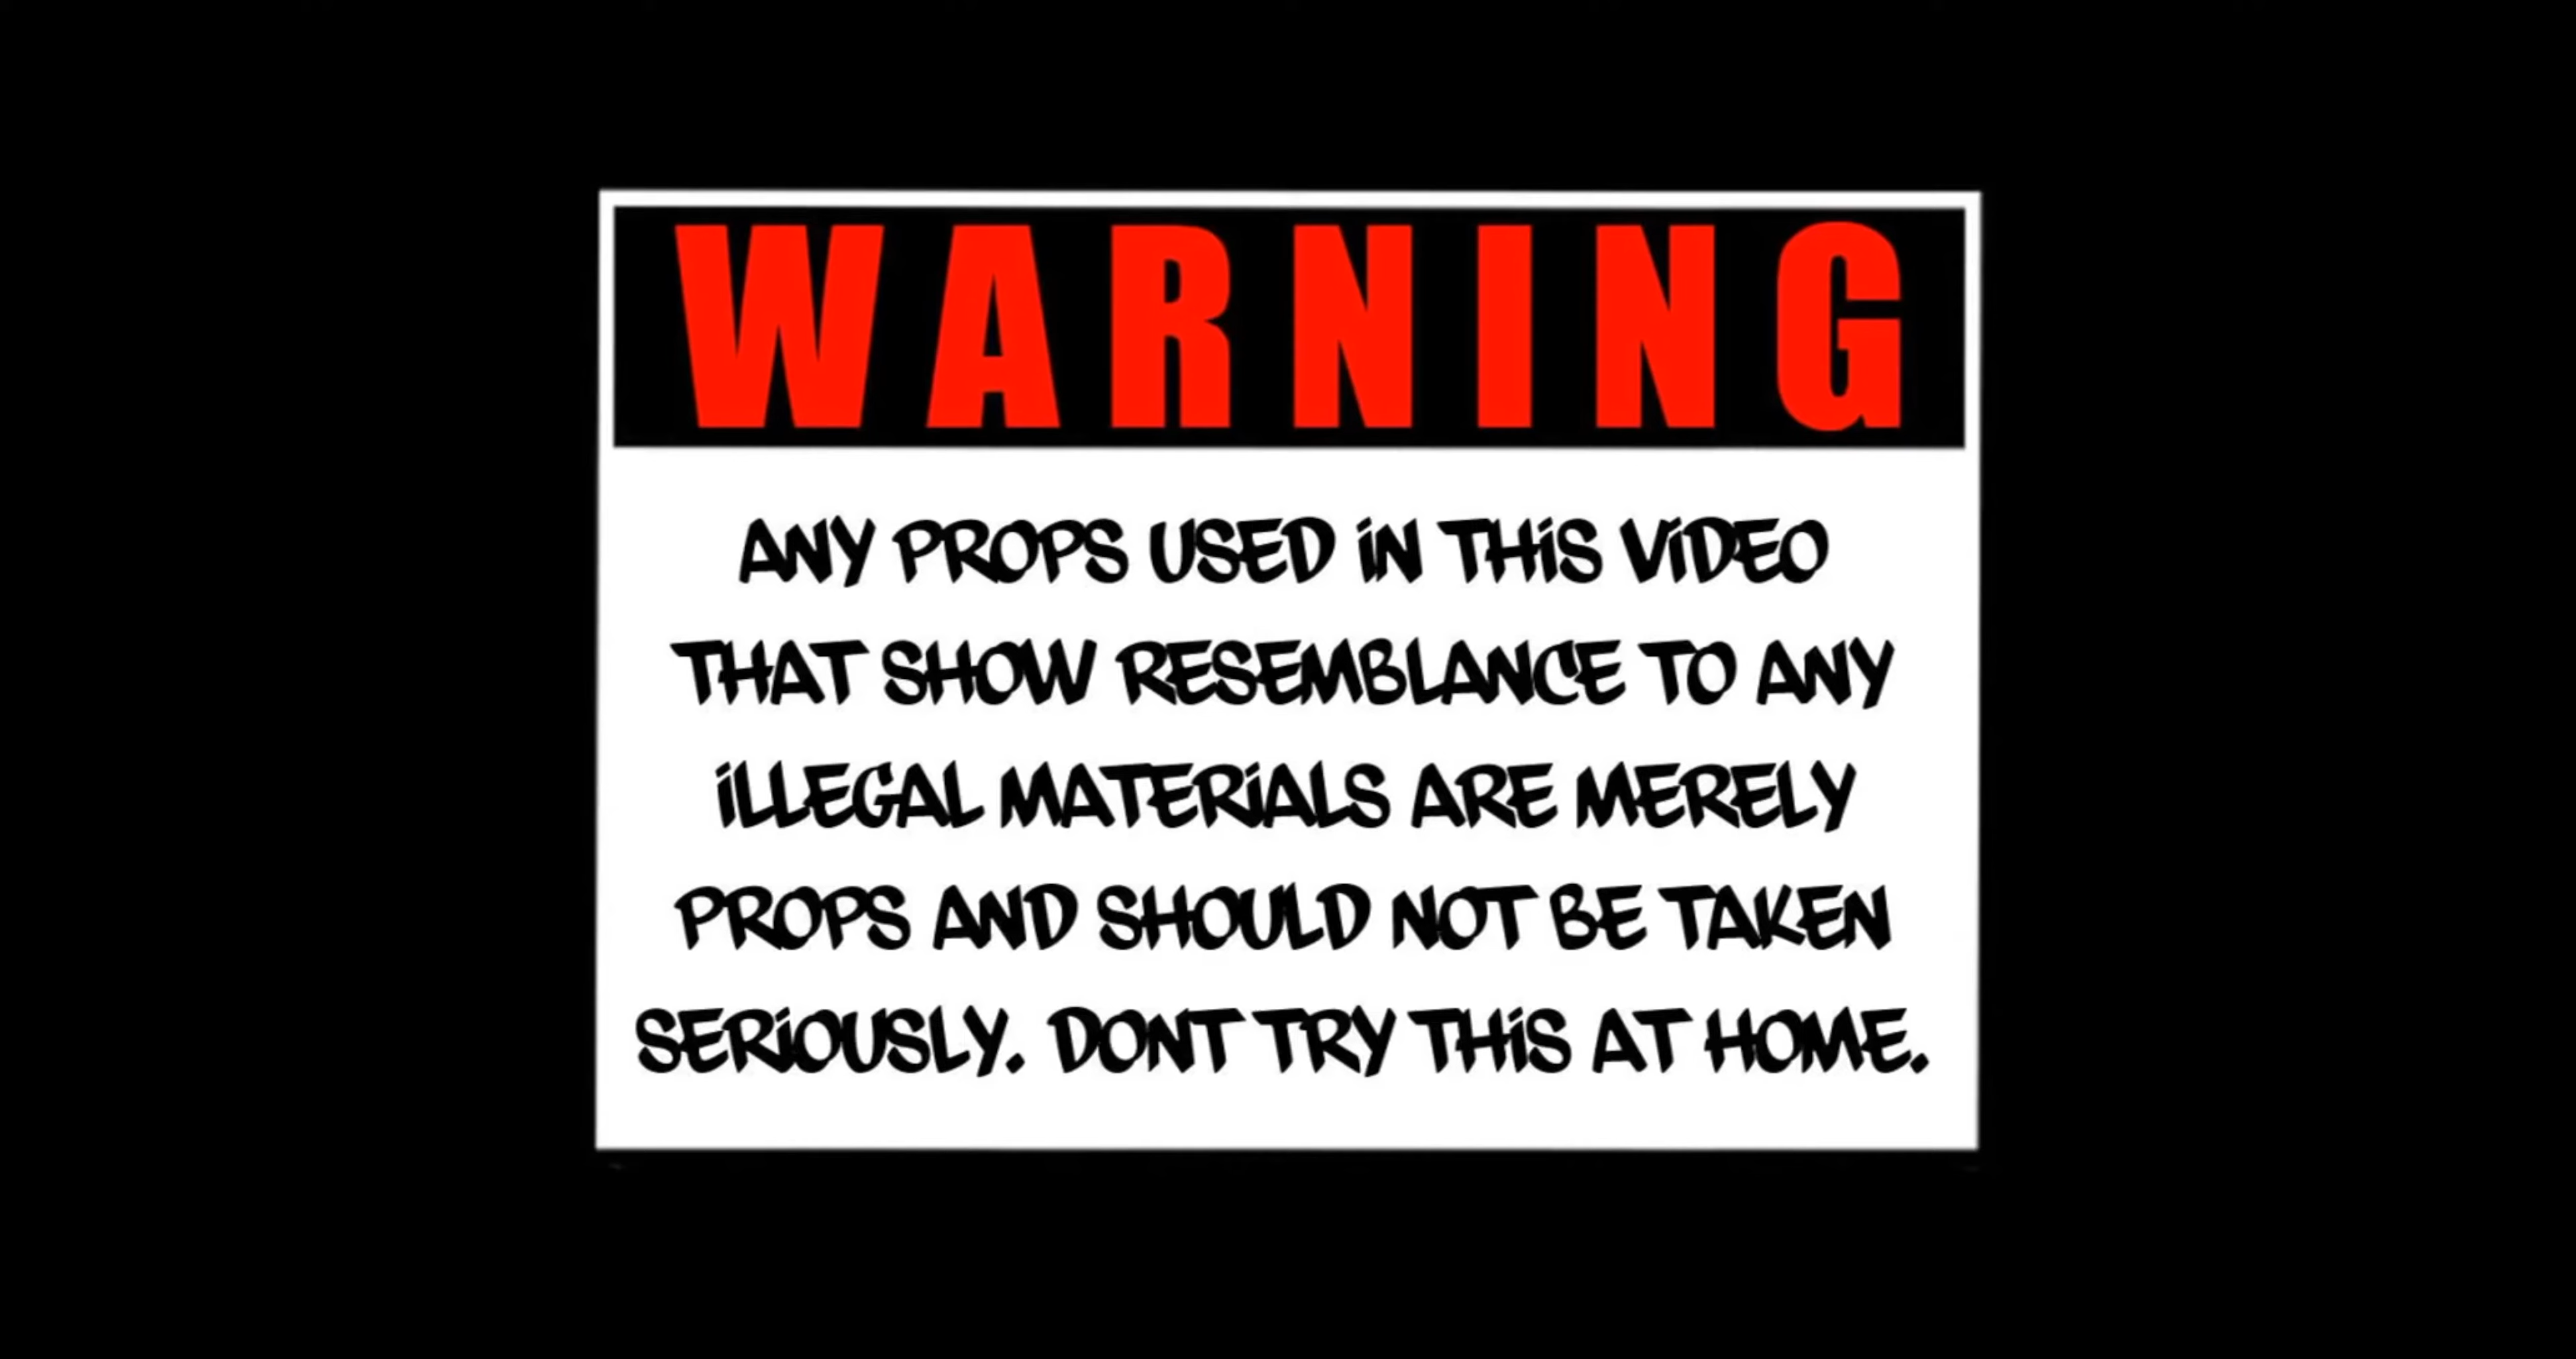 WARNING
ANY PROPS USED IN THIS VIDEO
THAT SHOW RESEMBLANCE TO ANY
ILLEGAL MATERIALS ARE MERELY
PROPS AND SHOULD NOT BE TAKEN
SERIOUSLY. DONT TRY THIS AT HOME.